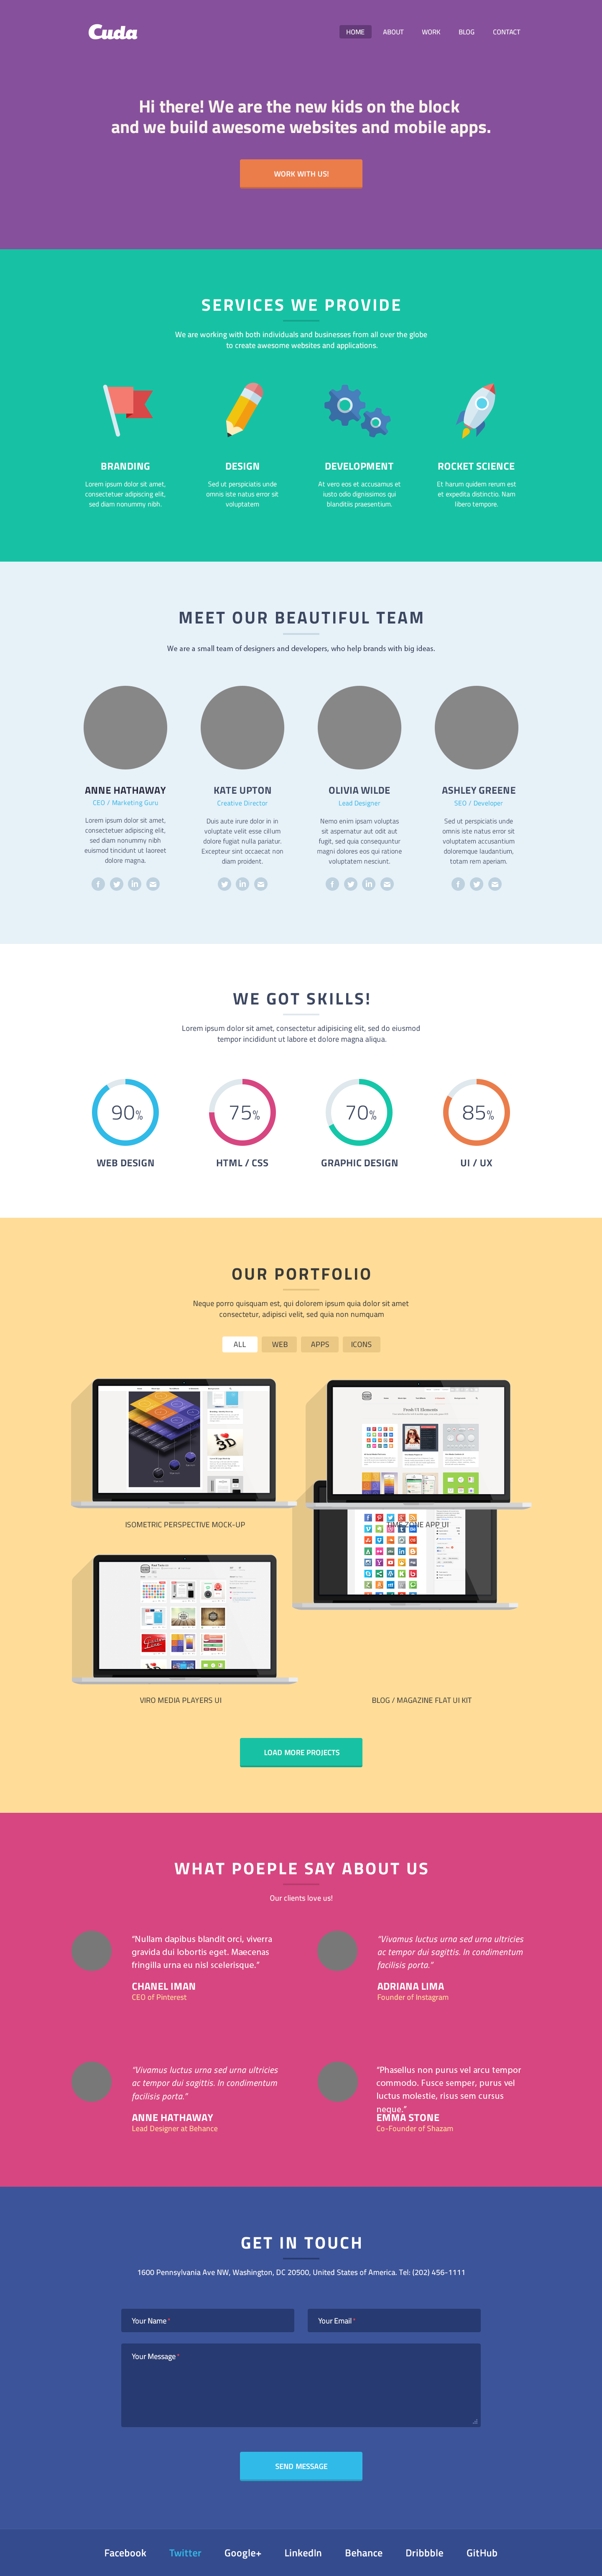 Cuda
HOME ABOUT WORK BLOG CONTACT
Hi there! We are the new kids on the block
and we build awesome websites and mobile apps.
WORK WITH US!
SERVICES WE PROVIDE
We are working with both individuals and businesses from all over the globe
to create awesome websites and applications.
BRANDING
Lorem ipsum dolor sit amet,
consectetuer adipiscing elit,
sed diam nonummy nibh.
DESIGN
Sed ut perspiciatis unde
omnis iste natus error sit
voluptatem
DEVELOPMENT
At vero eos et accusamus et
iusto odio dignissimos qui
blanditiis praesentium.
ROCKET SCIENCE
Et harum quidem rerum est
et expedita distinctio. Nam
libero tempore.
MEET OUR BEAUTIFUL TEAM
We are a small team of designers and developers, who help brands with big ideas.
ANNE HATHAWAY
CEO / Marketing Guru
Lorem ipsum dolor sit amet,
consectetuer adipiscing elit,
sed diam nonummy nibh
euismod tincidunt ut laoreet
dolore magna.
KATE UPTON
Creative Director
Duis aute irure dolor in in
voluptate velit esse cillum
dolore fugiat nulla pariatur.
Excepteur sint occaecat non
diam proident.
OLIVIA WILDE
Lead Designer
Nemo enim ipsam voluptas
sit aspernatur aut odit aut
fugit, sed quia consequuntur
magni dolores eos qui ratione
voluptatem nesciunt.
ASHLEY GREENE
SEO / Developer
Sed ut perspiciatis unde
omnis iste natus error sit
voluptatem accusantium
doloremque laudantium,
totam rem aperiam.
WE GOT SKILLS!
Lorem ipsum dolor sit amet, consectetur adipisicing elit, sed do eiusmod
tempor incididunt ut labore et dolore magna aliqua.
90%
WEB DESIGN
75%
HTML / CSS
70%
GRAPHIC DESIGN
85%
UI / UX
OUR PORTFOLIO
Neque porro quisquam est, qui dolorem ipsum quia dolor sit amet
consectetur, adipisci velit, sed quia non numquam
ALL WEB APPS ICONS
I 3D
Fresh UI Elements
ISOMETRIC PERSPECTIVE MOCK-UP
TIME ZONE APP UI
VIRO MEDIA PLAYERS UI
BLOG / MAGAZINE FLAT UI KIT
LOAD MORE PROJECTS
WHAT POEPLE SAY ABOUT US
Our clients love us!
“Nullam dapibus blandit orci, viverra
gravida dui lobortis eget. Maecenas
fringilla urna eu nisl scelerisque.”
CHANEL IMAN
CEO of Pinterest
“Vivamus luctus urna sed urna ultricies
ac tempor dui sagittis. In condimentum
facilisis porta.”
ADRIANA LIMA
Founder of Instagram
“Vivamus luctus urna sed urna ultricies
ac tempor dui sagittis. In condimentum
facilisis porta.”
ANNE HATHAWAY
Lead Designer at Behance
“Phasellus non purus vel arcu tempor
commodo. Fusce semper, purus vel
luctus molestie, risus sem cursus
neque.”
EMMA STONE
Co-Founder of Shazam
GET IN TOUCH
1600 Pennsylvania Ave NW, Washington, DC 20500, United States of America. Tel: (202) 456-1111
Your Name*
Your Email*
Your Message*
SEND MESSAGE
Facebook Twitter Google+ LinkedIn Behance Dribbble GitHub